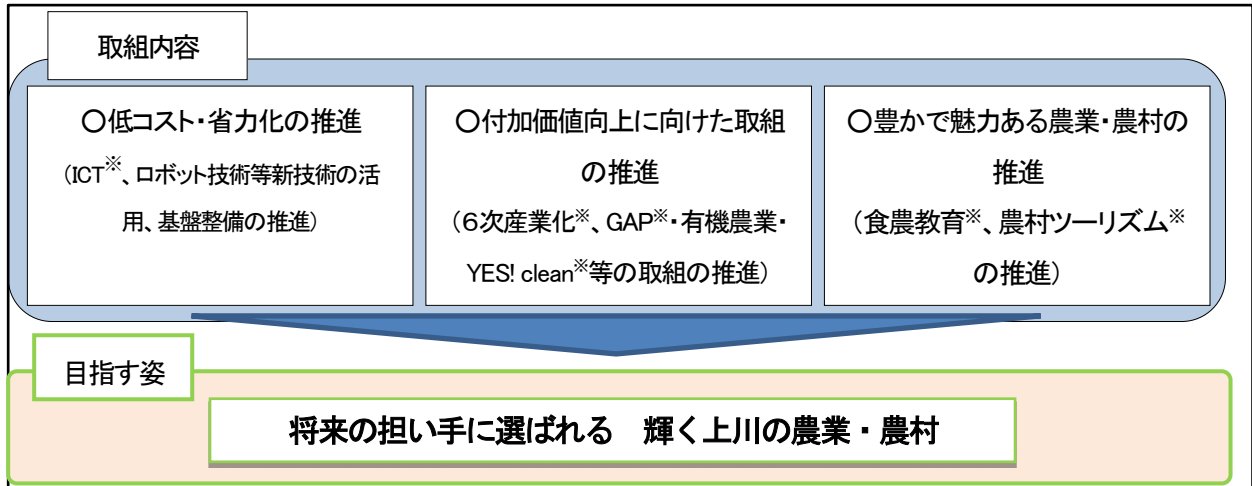 取組内容
〇低コスト・省力化の推進
(ICT※、ロボット技術等新技術の活
用、基盤整備の推進)
〇付加価値向上に向けた取組
の推進
(6次産業化※、GAP※・有機農業・
YES! clean※等の取組の推進)
〇豊かで魅力ある農業・農村の
推進
(食農教育※、農村ツーリズム※
の推進)
目指す姿
将来の担い手に選ばれる　輝く上川の農業・農村